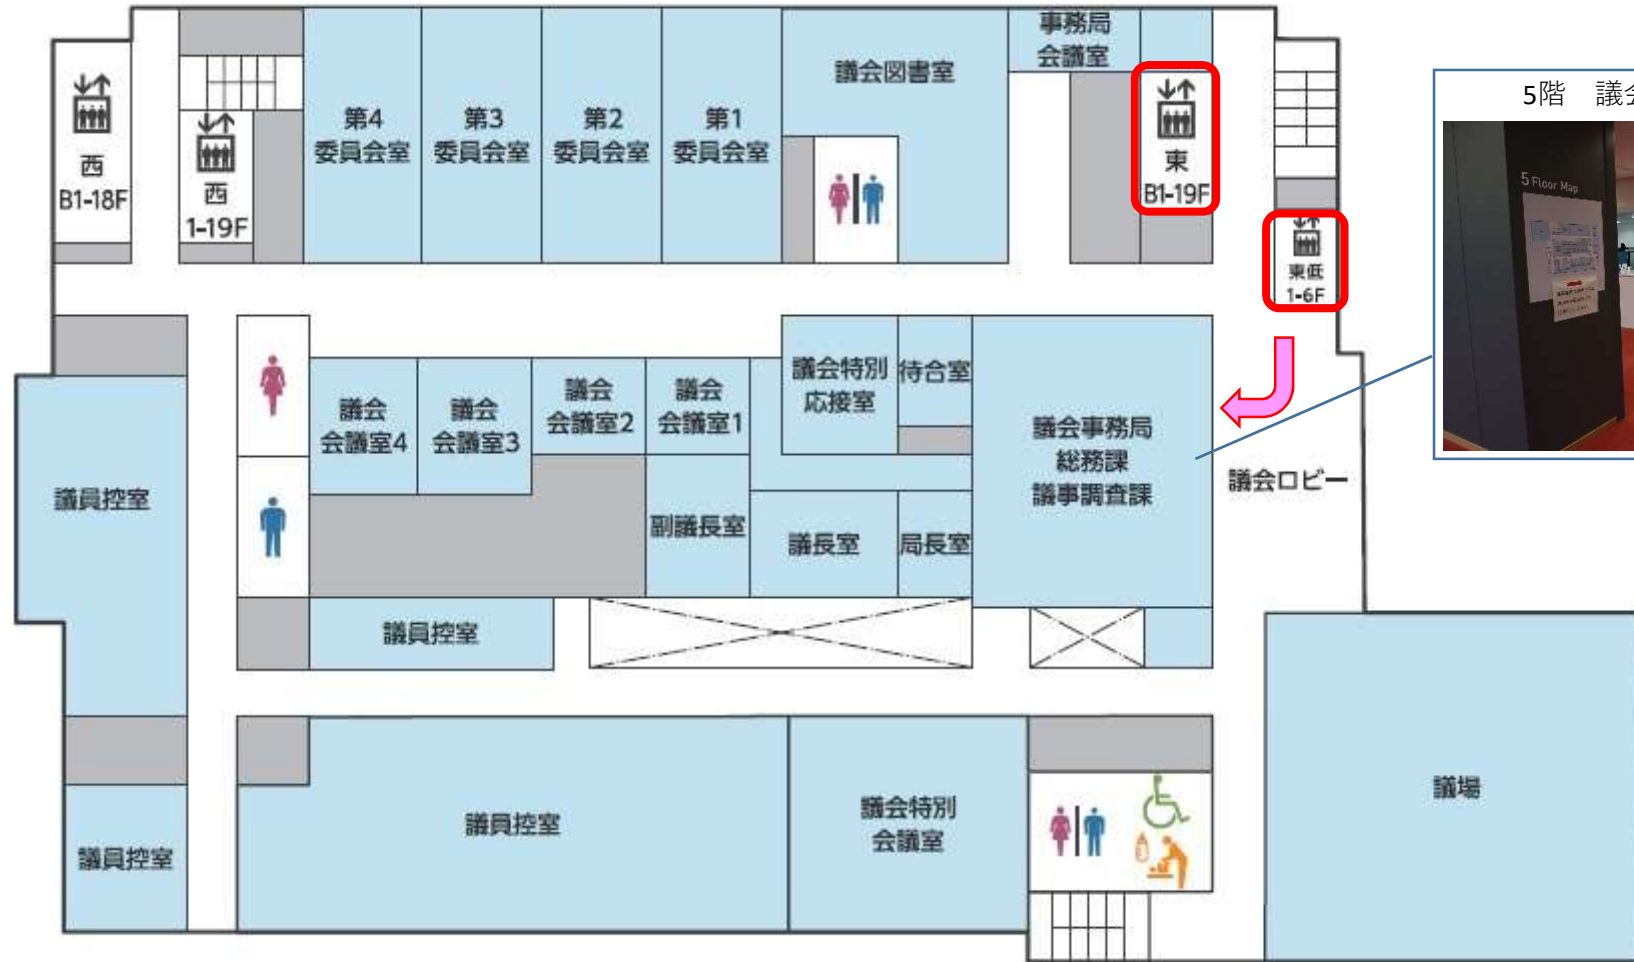 西
B1-18F
西
1-19F
第4
委員会室
第3
委員会室
第2
委員会室
第1
委員会室
議会図書室
事務局
会議室
東
B1-19F
東低
1-6F
5階 議会
5 Floor Map
議員控室
議会
会議室4
議会
会議室3
議会
会議室2
議会
会議室1
議会特別
応接室
待合室
議会事務局
総務課
議事調査課
議会ロビー
副議長室
議長室
局長室
議員控室
議員控室
議員控室
議会特別
会議室
議場